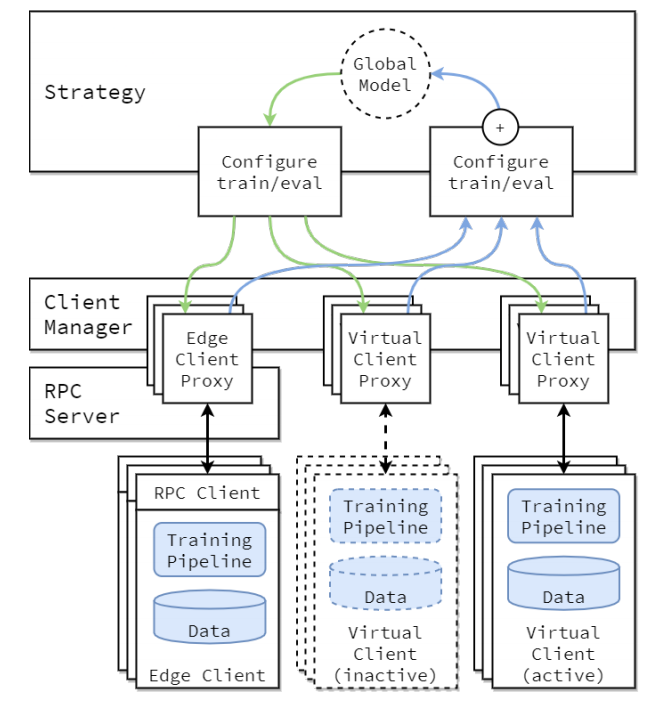 Global
Model
Strategy
+
Configure
train/eval
Configure
train/eval
Client
Manager
Edge
Client
Proxy
Virtual
Client
Proxy
Virtual
Client
Proxy
RPC
Server
RPC Client
Training
Pipeline
Data
Edge Client
Training
Pipeline
Data
Virtual
Client
(inactive)
Training
Pipeline
Data
Virtual
Client
(active)